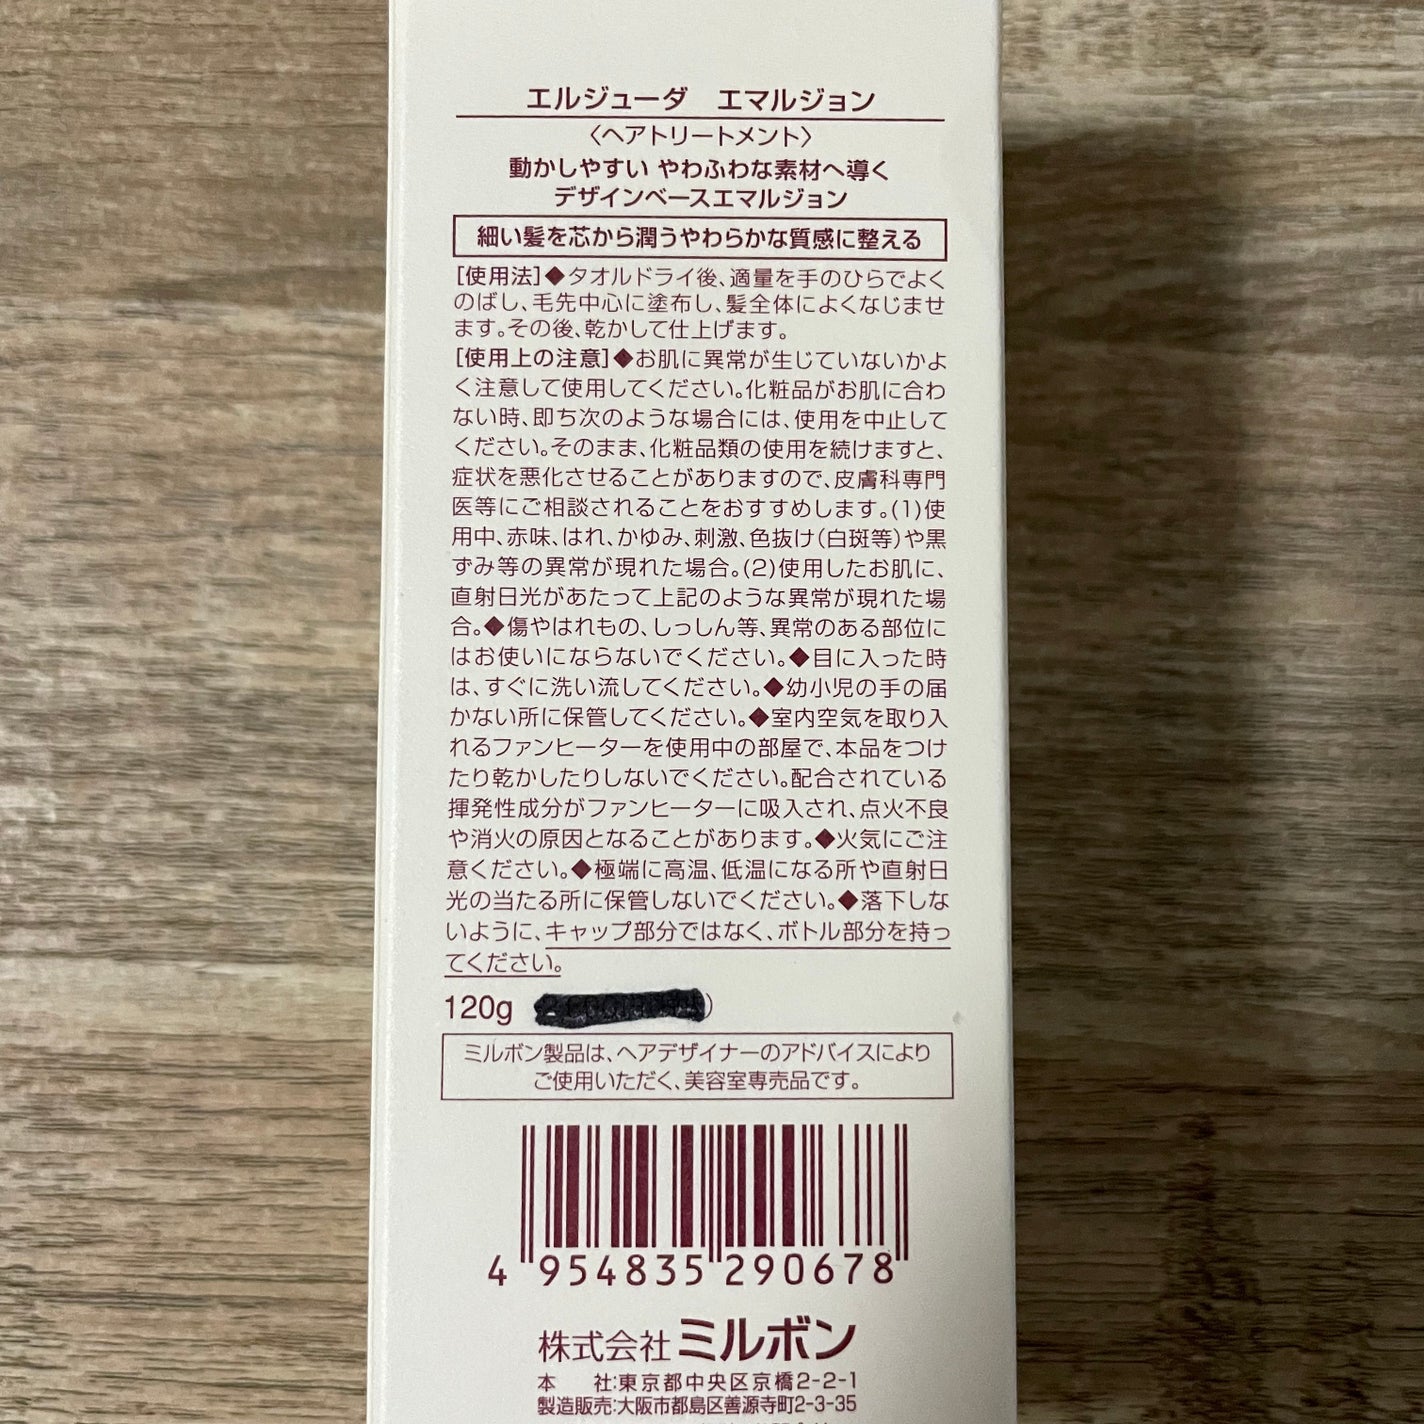 エルジューダ　エマルジョン
〈ヘアトリートメント〉
動かしやすい やわふわな素材へ導く
デザインベースエマルジョン
細い髪を芯から潤うやわらかな質感に整える
[使用法]◆タオルドライ後、適量を手のひらでよく
のばし、毛先中心に塗布し、髪全体によくなじませ
ます。その後、乾かして仕上げます。
[使用上の注意]◆お肌に異常が生じていないかよ
く注意して使用してください。化粧品がお肌に合わ
ない時、即ち次のような場合には、使用を中止して
ください。そのまま、化粧品類の使用を続けますと、
症状を悪化させることがありますので、皮膚科専門
医等にご相談されることをおすすめします。(1)使
用中、赤味、はれ、かゆみ、刺激、色抜け(白斑等)や黒
ずみ等の異常が現れた場合。(2)使用したお肌に、
直射日光があたって上記のような異常が現れた場
合。◆傷やはれもの、しっしん等、異常のある部位に
はお使いにならないでください。◆目に入った時
は、すぐに洗い流してください。◆幼小児の手の届
かない所に保管してください。◆室内空気を取り入
れるファンヒーターを使用中の部屋で、本品をつけ
たり乾かしたりしないでください。配合されている
揮発性成分がファンヒーターに吸入され、点火不良
や消火の原因となることがあります。◆火気にご注
意ください。◆極端に高温、低温になる所や直射日
光の当たる所に保管しないでください。◆落下しな
いように、キャップ部分ではなく、ボトル部分を持っ
てください。
120g
ミルボン製品は、ヘアデザイナーのアドバイスにより
ご使用いただく、美容室専売品です。
4 954835 290678
株式会社 ミルボン
本　　社:東京都中央区京橋2-2-1
製造販売:大阪市都島区善源寺町2-3-35